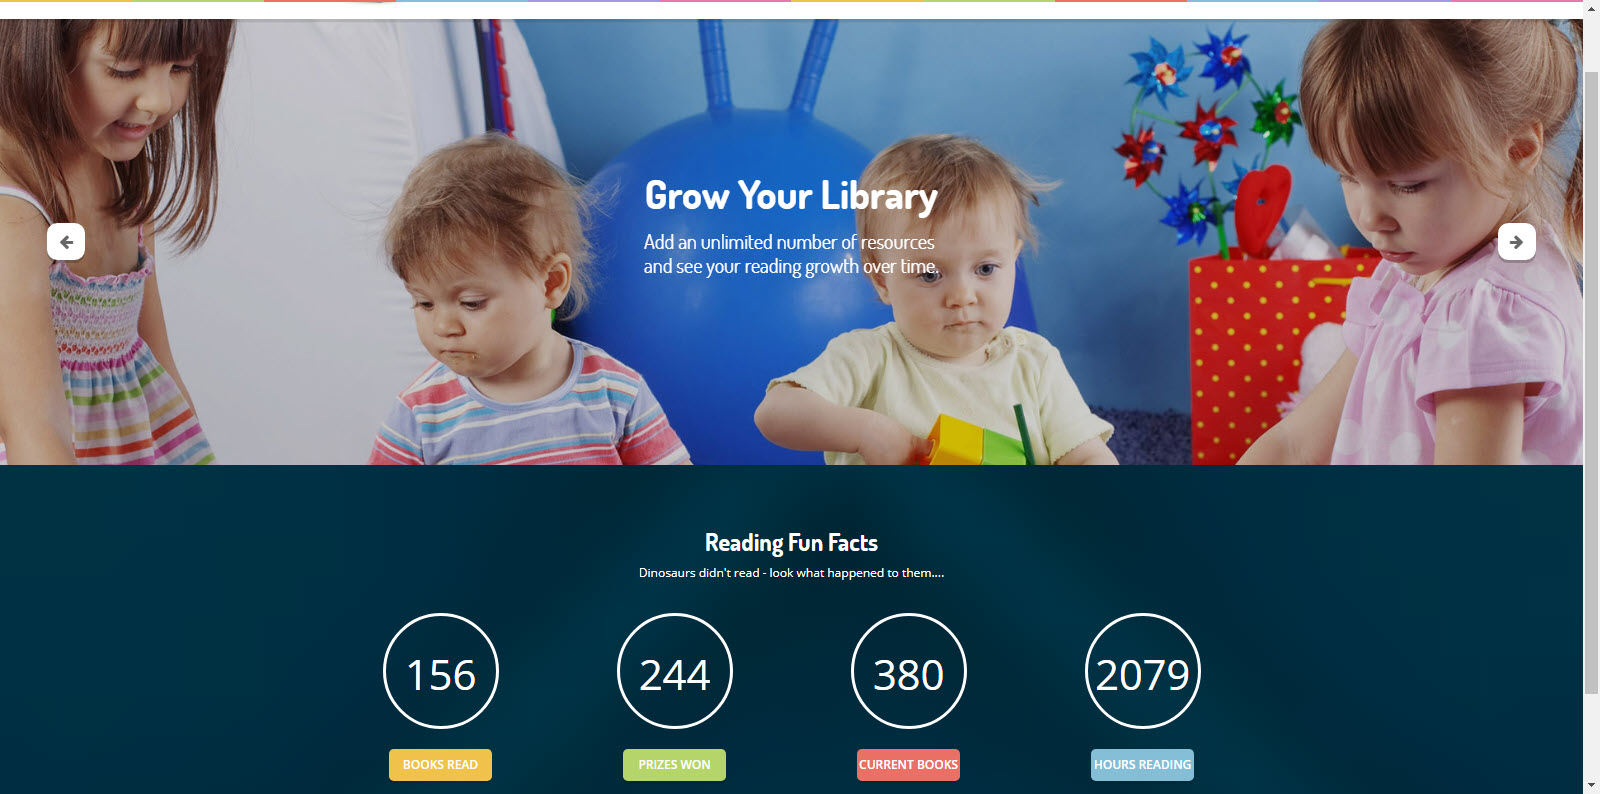 Grow Your Library
Add an unlimited number of resources
and see your reading growth over time.
Reading Fun Facts
Dinosaurs didn't read - look what happened to them....
156
244
380
2079
BOOKS READ
PRIZES WON
CURRENT BOOKS
HOURS READING